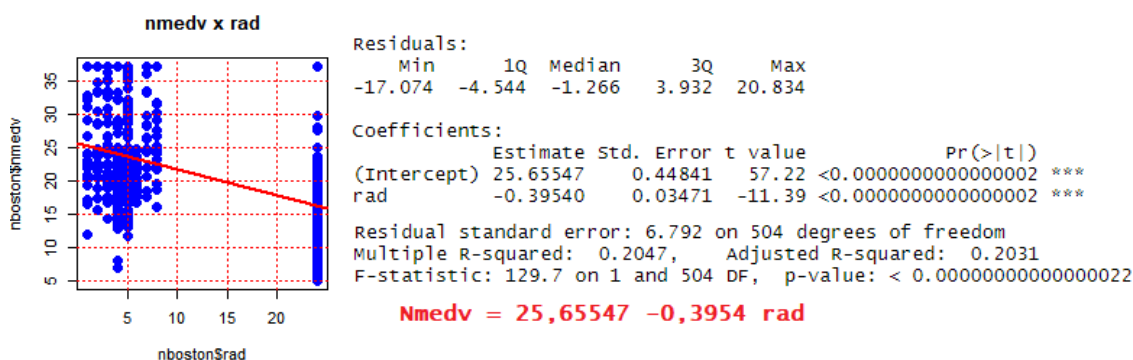 nmedv x rad
nboston$nmedv
35
30
25
20
15
10
5
5 10 15 20
nboston$rad
Residuals:
Min 1Q Median 3Q Max
-17.074 -4.544 -1.266 3.932 20.834
Coefficients:
Estimate Std. Error t value Pr(>|t|)
(Intercept) 25.65547 0.44841 57.22 <0.0000000000000002 ***
rad -0.39540 0.03471 -11.39 <0.0000000000000002 ***
Residual standard error: 6.792 on 504 degrees of freedom
Multiple R-squared: 0.2047, Adjusted R-squared: 0.2031
F-statistic: 129.7 on 1 and 504 DF, p-value: < 0.00000000000000022
Nmedv = 25,65547 -0,3954 rad